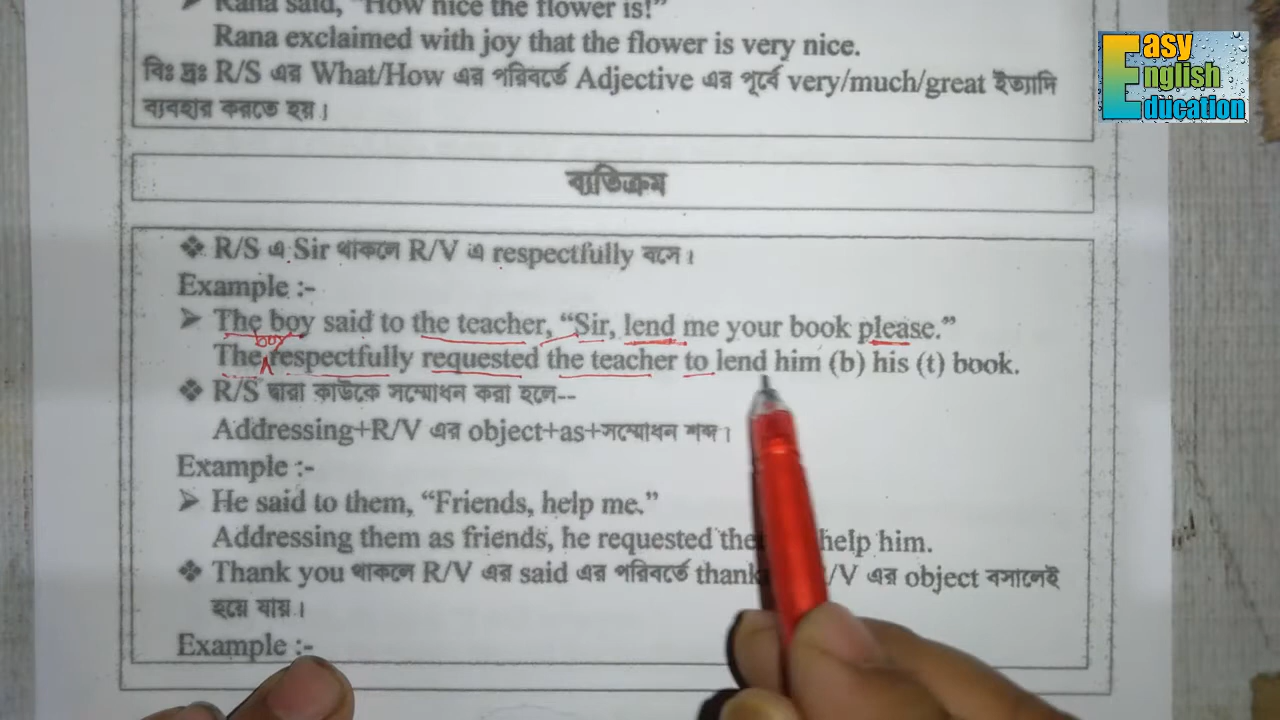 Rana said, "How nice the flower is!"
Rana exclaimed with joy that the flower is very nice.
বিঃ দ্রঃ R/S এর What/How এর পরিবর্তে Adjective এর পূর্বে very/much/great ইত্যাদি
ব্যবহার করতে হয়।
Easy
English
Education
ব্যতিক্রম
❖ R/S এ Sir থাকলে R/V এ respectfully বসে।
Example :-
➤ The boy said to the teacher, "Sir, lend me your book please."
boy
The respectfully requested the teacher to lend him (b) his (t) book.
❖ R/S দ্বারা কাউকে সম্মোধন করা হলে--
Addressing+R/V এর object+as+সম্মোধন শব্দ।
Example :-
➤ He said to them, "Friends, help me."
Addressing them as friends, he requested help him.
❖ Thank you থাকলে R/V এর said এর পরিবর্তে এর object বসালেই
হয়ে যায়।
Example :-